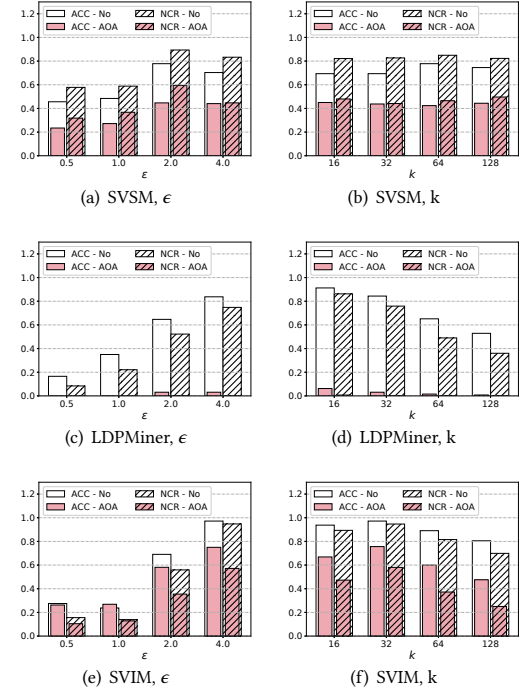 ACC - No NCR - No
ACC - AOA NCR - AOA
1.2
1.0
0.8
0.6
0.4
0.2
0.0
0.5 1.0 2.0 4.0
ε
(a) SVSM, ϵ
ACC - No NCR - No
ACC - AOA NCR - AOA
1.2
1.0
0.8
0.6
0.4
0.2
0.0
16 32 64 128
k
(b) SVSM, k
ACC - No NCR - No
ACC - AOA NCR - AOA
1.2
1.0
0.8
0.6
0.4
0.2
0.0
0.5 1.0 2.0 4.0
ε
(c) LDPMiner, ϵ
ACC - No NCR - No
ACC - AOA NCR - AOA
1.2
1.0
0.8
0.6
0.4
0.2
0.0
16 32 64 128
k
(d) LDPMiner, k
ACC - No NCR - No
ACC - AOA NCR - AOA
1.2
1.0
0.8
0.6
0.4
0.2
0.0
0.5 1.0 2.0 4.0
ε
(e) SVIM, ϵ
ACC - No NCR - No
ACC - AOA NCR - AOA
1.2
1.0
0.8
0.6
0.4
0.2
0.0
16 32 64 128
k
(f) SVIM, k